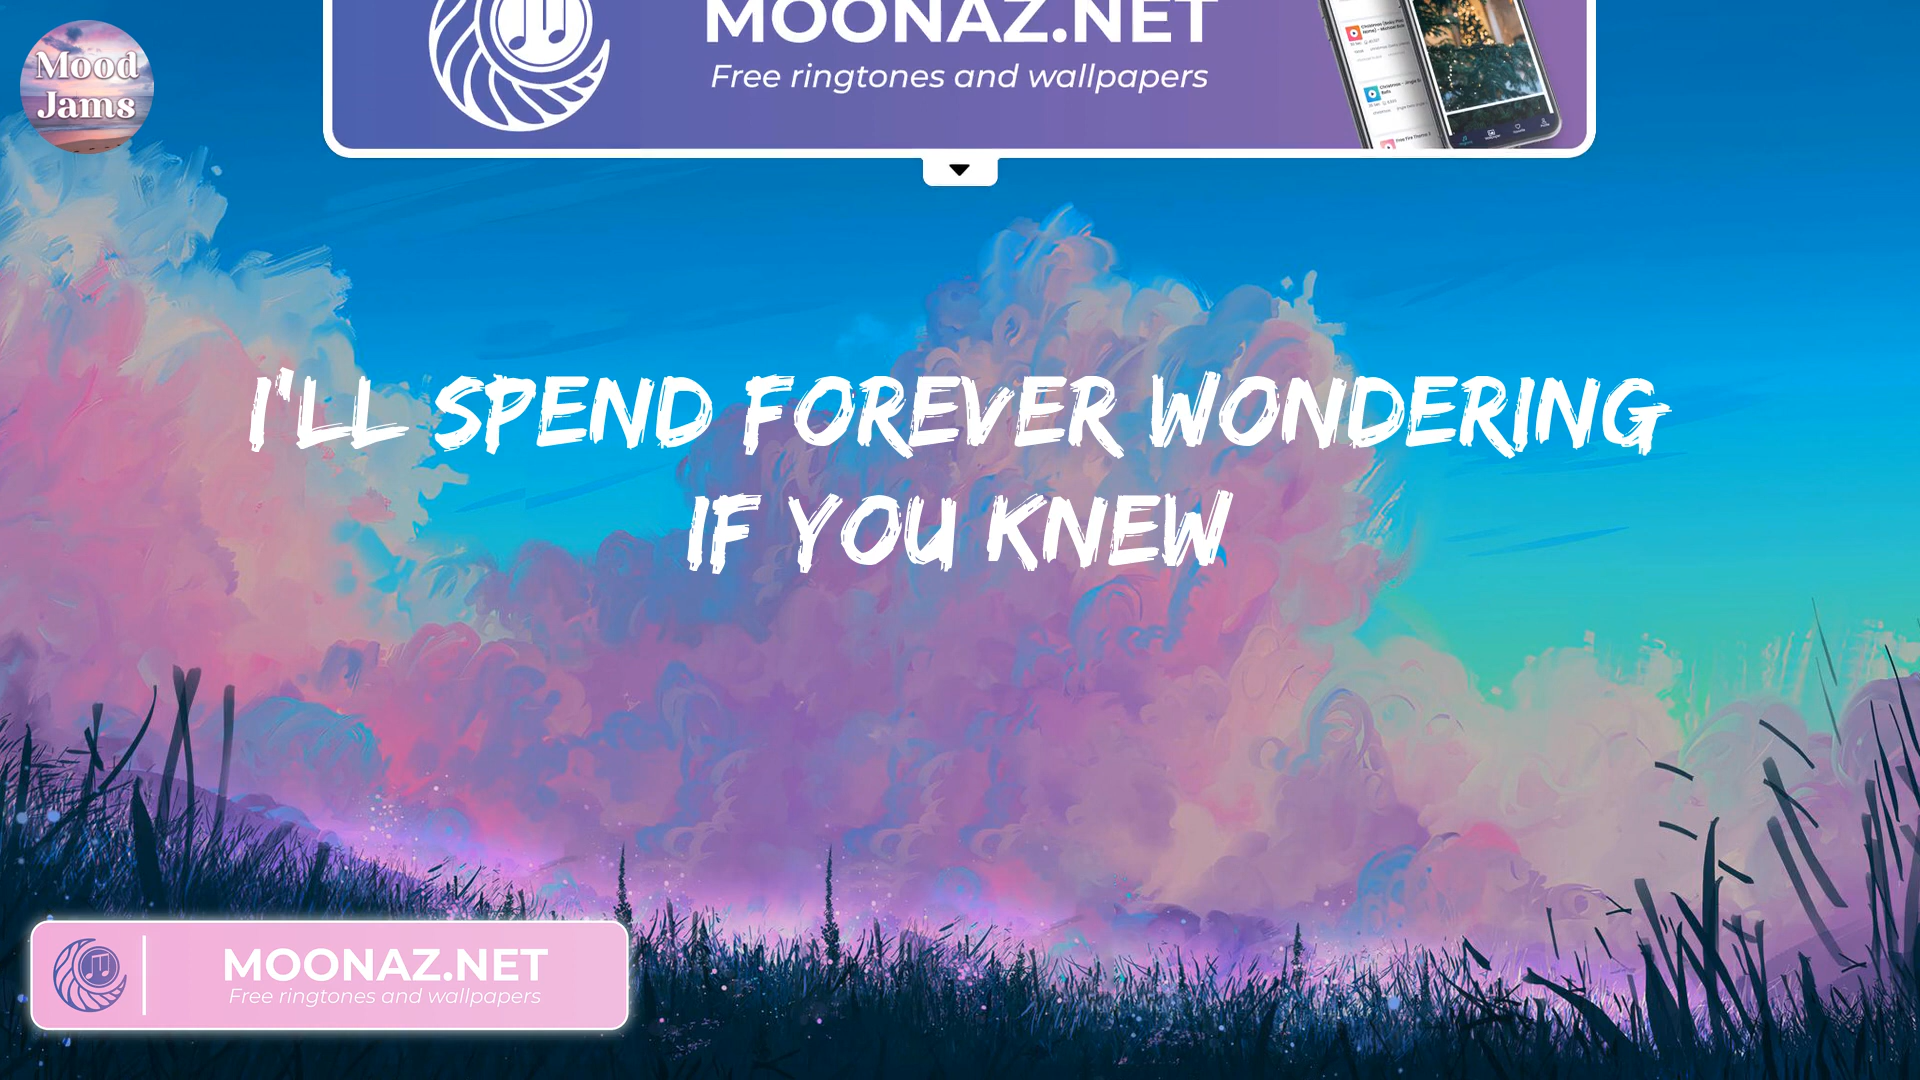 Mood
Jams
MOONAZ.NET
Free ringtones and wallpapers
I'LL SPEND FOREVER WONDERING
IF YOU KNEW
MOONAZ.NET
Free ringtones and wallpapers